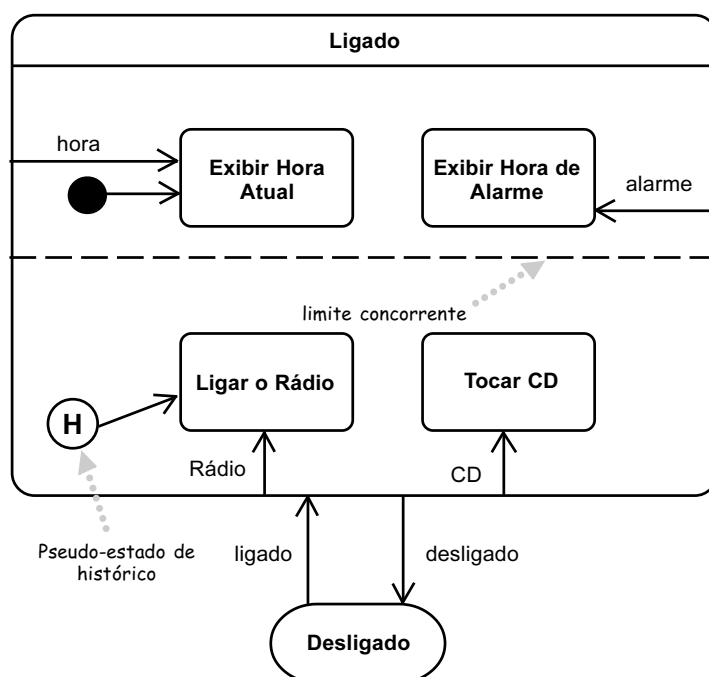 Ligado
hora
Exibir Hora
Atual
Exibir Hora de
Alarme
alarme
limite concorrente
Ligar o Rádio
Tocar CD
H
Rádio
CD
Pseudo-estado de
histórico
ligado
desligado
Desligado